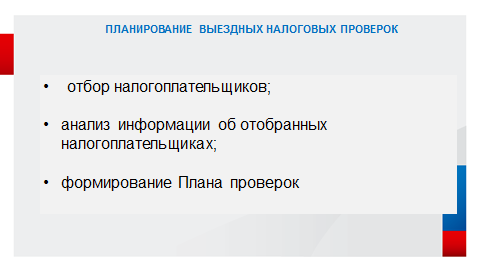 ПЛАНИРОВАНИЕ ВЫЕЗДНЫХ НАЛОГОВЫХ ПРОВЕРОК
• отбор налогоплательщиков;
• анализ информации об отобранных
налогоплательщиках;
• формирование Плана проверок